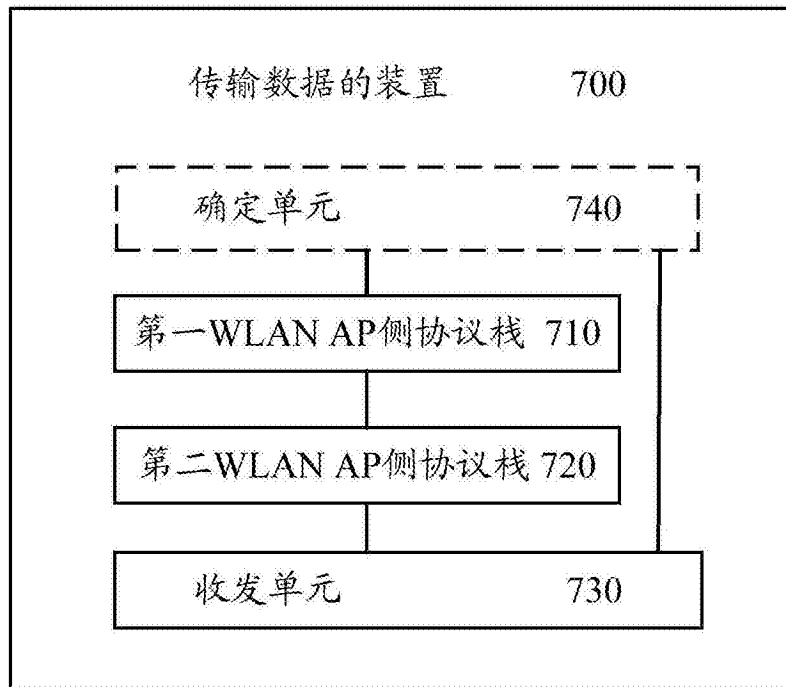 传输数据的装置 700
确定单元 740
第一WLAN AP侧协议栈 710
第二WLAN AP侧协议栈 720
收发单元 730